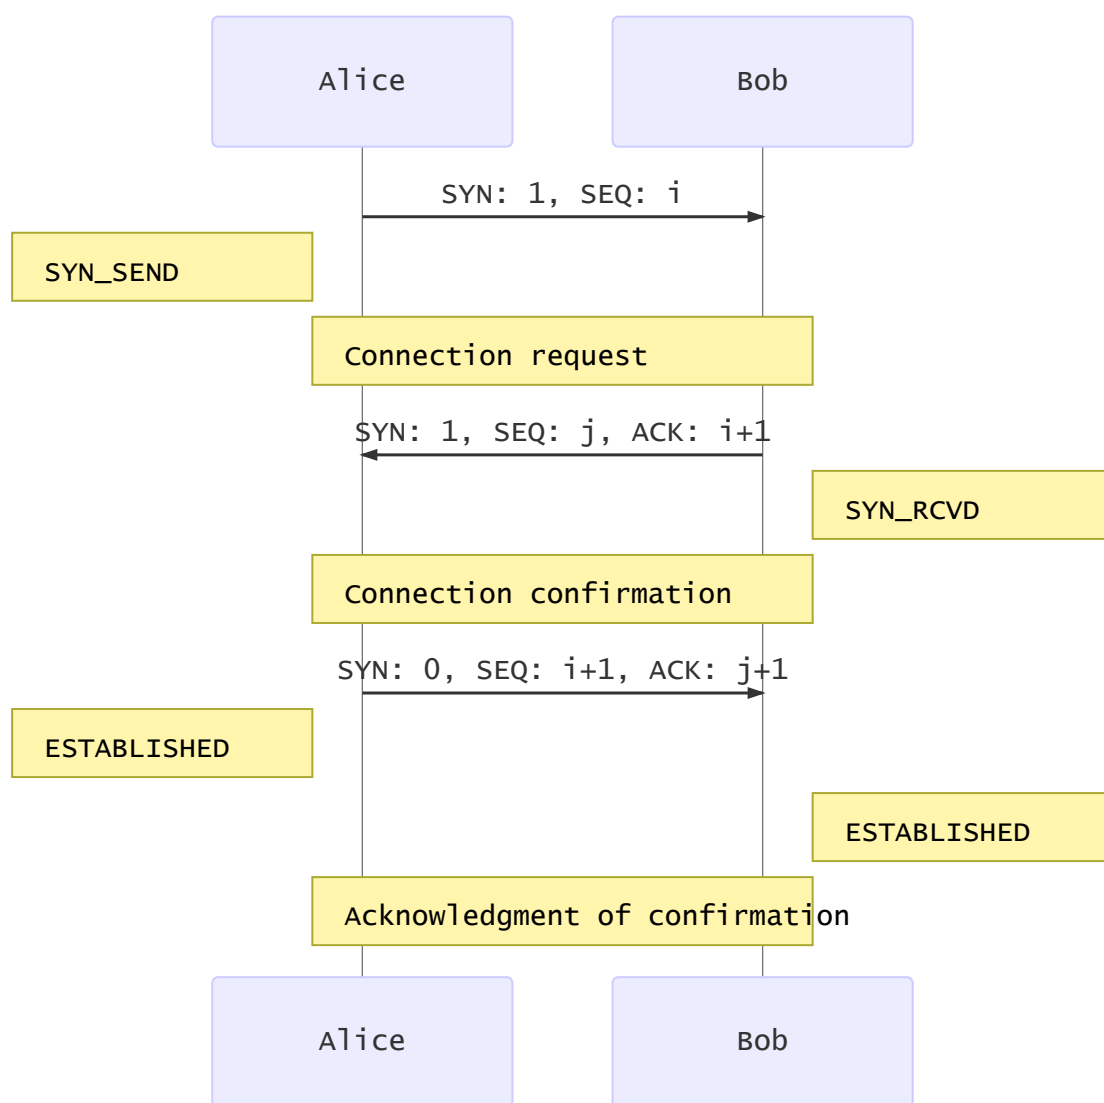 Alice
Bob
SYN: 1, SEQ: i
SYN_SEND
Connection request
SYN: 1, SEQ: j, ACK: i+1
SYN_RCVD
Connection confirmation
SYN: 0, SEQ: i+1, ACK: j+1
ESTABLISHED
ESTABLISHED
Acknowledgment of confirmation
Alice
Bob